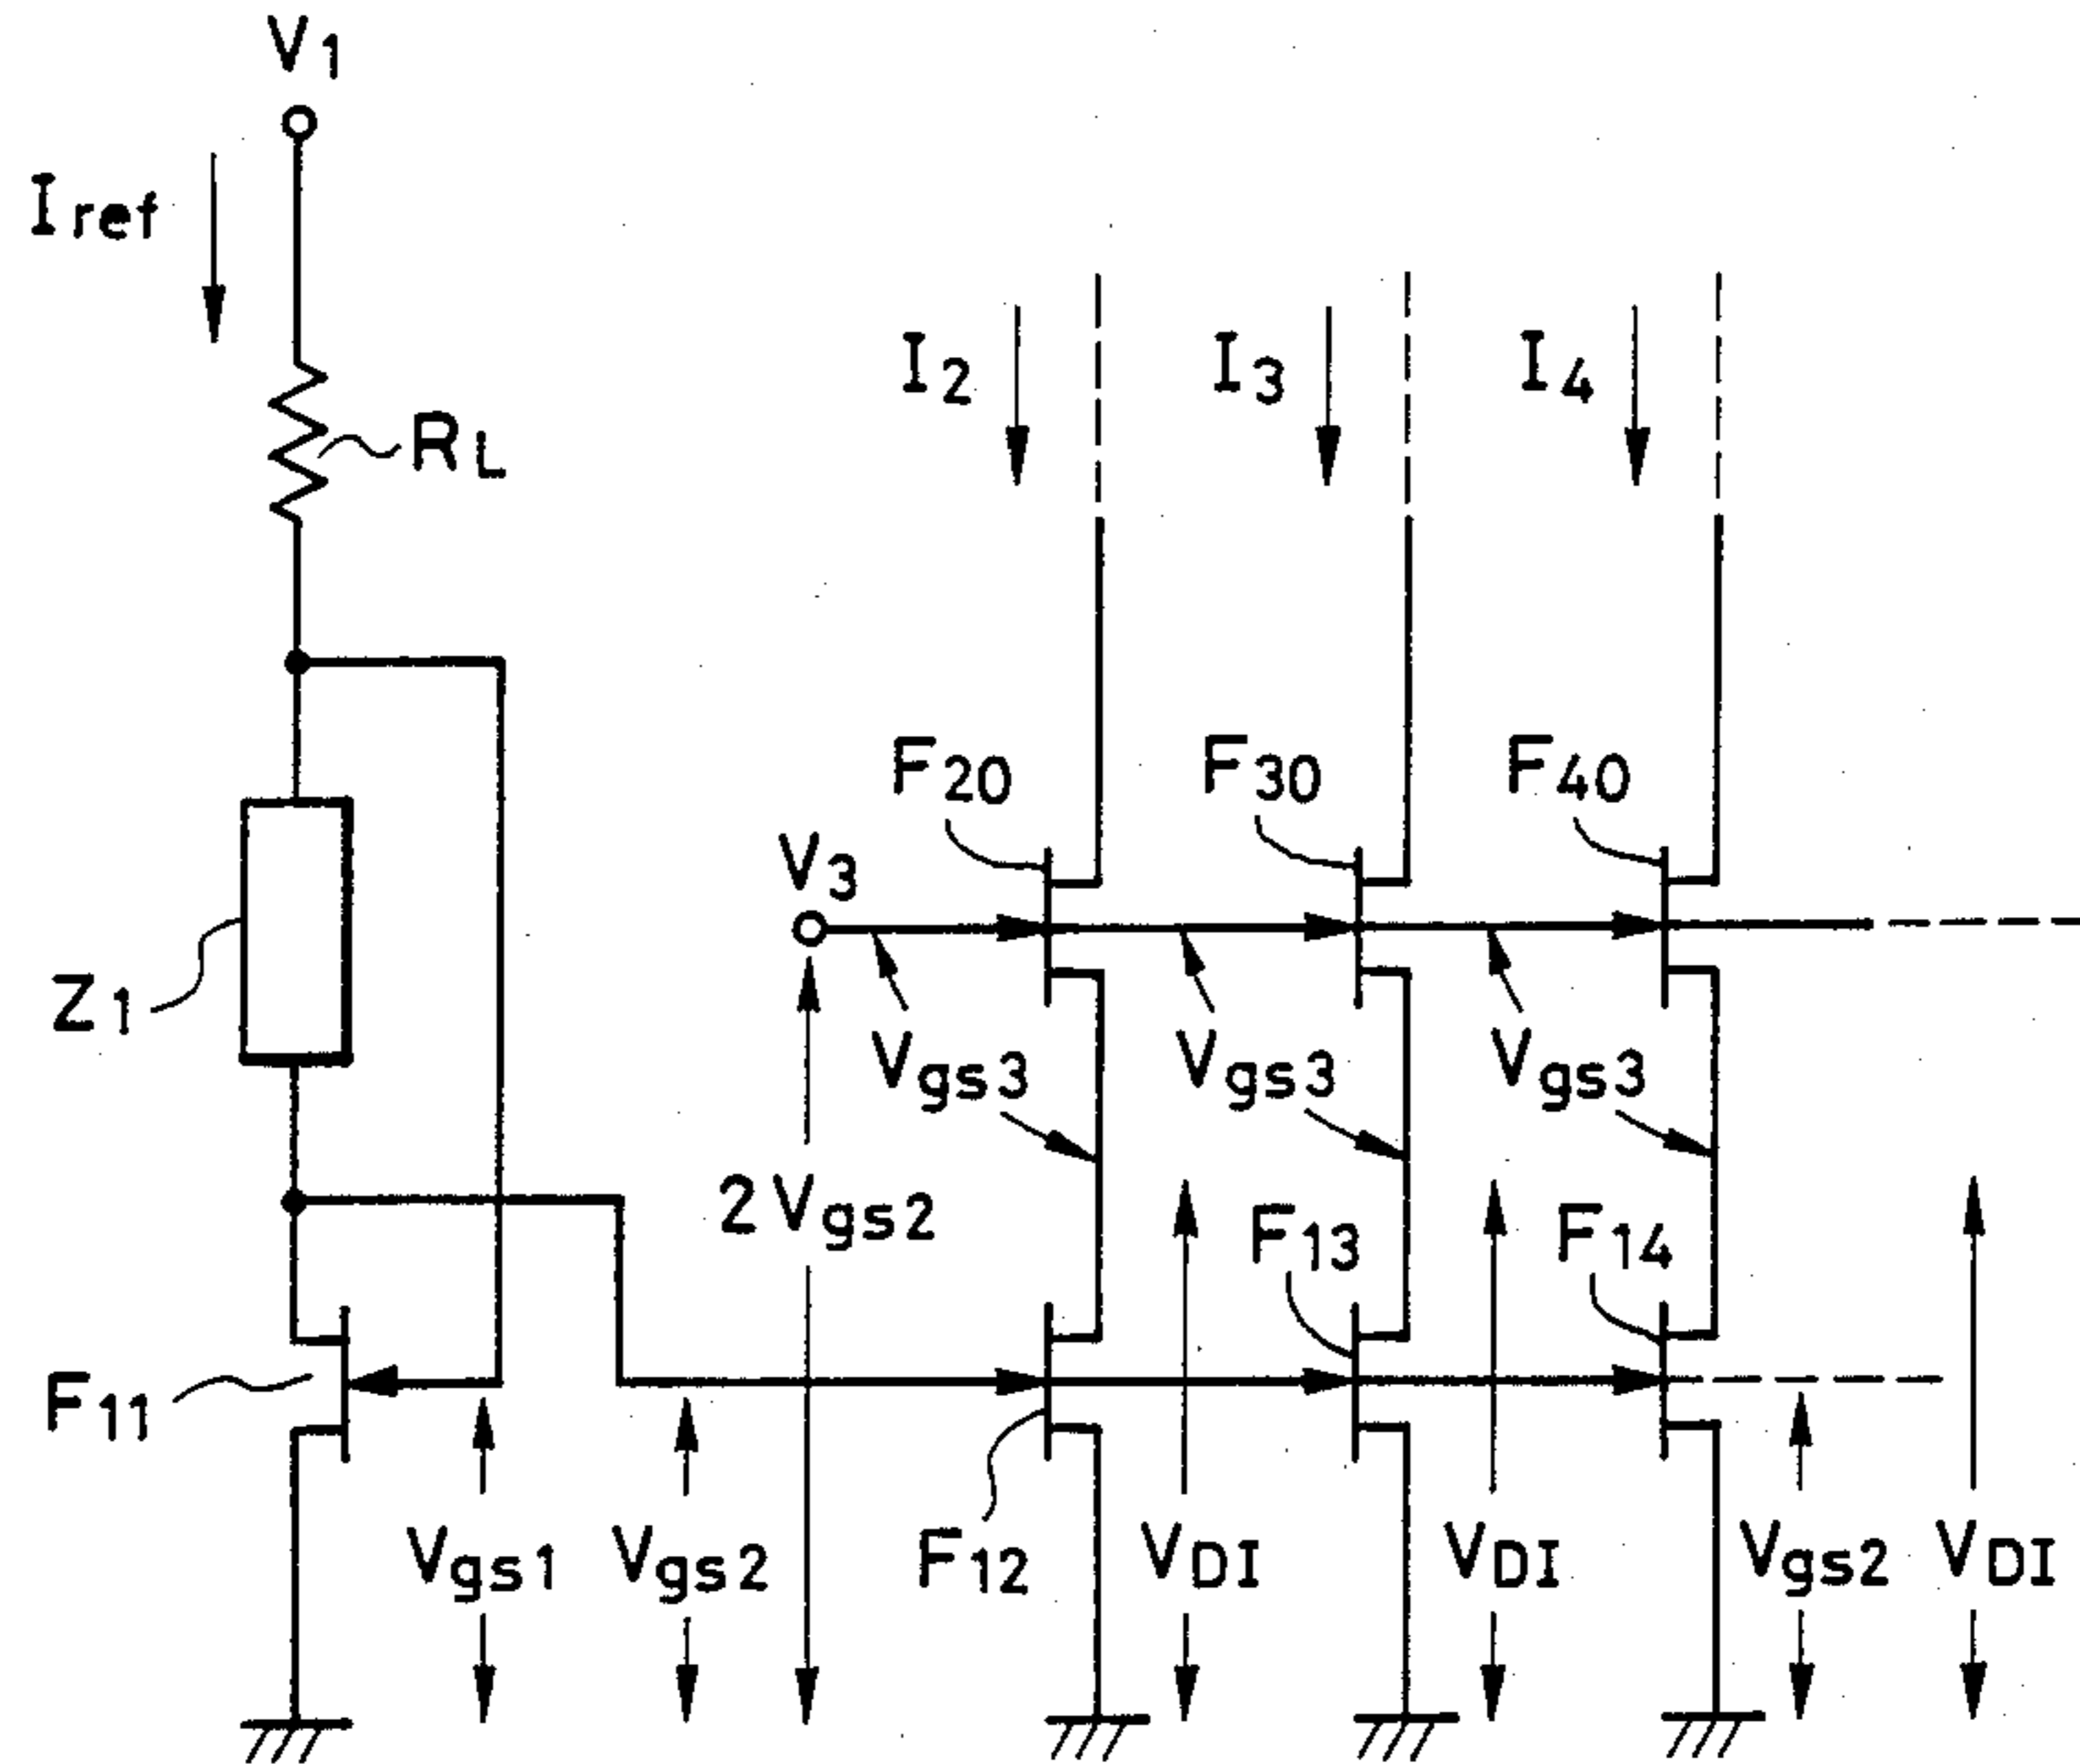 V1
Iref
I2
I3
I4
RL
F20
F30
F40
V3
Z1
Vgs3
Vgs3
Vgs3
2Vgs2
F13
F14
F11
Vgs1
Vgs2
F12
VDI
VDI
Vgs2
VDI